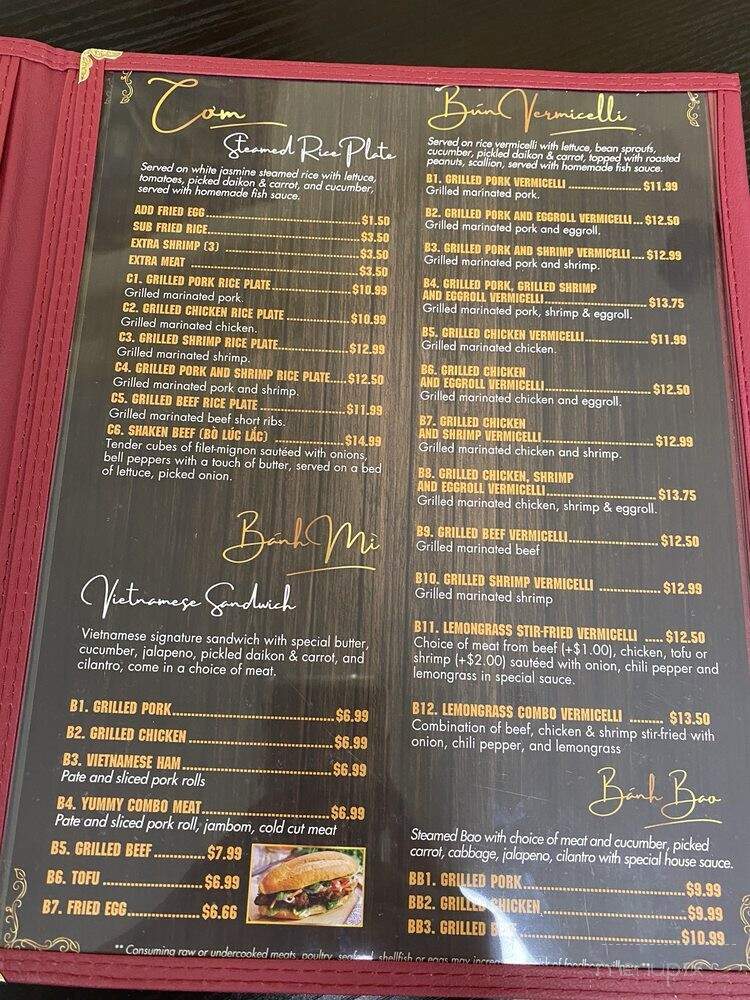 Cơm
Steamed Rice Plate
Served on white jasmine steamed rice with lettuce,
tomatoes, picked daikon & carrot, and cucumber,
served with homemade fish sauce.
ADD FRIED EGG $1.50
SUB FRIED RICE $3.50
EXTRA SHRIMP (3) $3.50
EXTRA MEAT $3.50
C1. GRILLED PORK RICE PLATE $10.99
Grilled marinated pork.
C2. GRILLED CHICKEN RICE PLATE $10.99
Grilled marinated chicken.
C3. GRILLED SHRIMP RICE PLATE $12.99
Grilled marinated shrimp.
C4. GRILLED PORK AND SHRIMP RICE PLATE $12.50
Grilled marinated pork and shrimp.
C5. GRILLED BEEF RICE PLATE $11.99
Grilled marinated beef short ribs.
C6. SHAKEN BEEF (BÒ LÚC LẮC) $14.99
Tender cubes of filet-mignon sautéed with onions,
bell peppers with a touch of butter, served on a bed
of lettuce, picked onion.
Bánh Mì
Vietnamese Sandwich
Vietnamese signature sandwich with special butter,
cucumber, jalapeno, pickled daikon & carrot, and
cilantro, come in a choice of meat.
B1. GRILLED PORK $6.99
B2. GRILLED CHICKEN $6.99
B3. VIETNAMESE HAM $6.99
Pate and sliced pork rolls
B4. YUMMY COMBO MEAT $6.99
Pate and sliced pork roll, jambom, cold cut meat
B5. GRILLED BEEF $7.99
B6. TOFU $6.99
B7. FRIED EGG $6.66
Bún Vermicelli
Served on rice vermicelli with lettuce, bean sprouts,
cucumber, pickled daikon & carrot, topped with roasted
peanuts, scallion, served with homemade fish sauce.
B1. GRILLED PORK VERMICELLI $11.99
Grilled marinated pork.
B2. GRILLED PORK AND EGGROLL VERMICELLI $12.50
Grilled marinated pork and eggroll.
B3. GRILLED PORK AND SHRIMP VERMICELLI $12.99
Grilled marinated pork and shrimp.
B4. GRILLED PORK, GRILLED SHRIMP
AND EGGROLL VERMICELLI $13.75
Grilled marinated pork, shrimp & eggroll.
B5. GRILLED CHICKEN VERMICELLI $11.99
Grilled marinated chicken.
B6. GRILLED CHICKEN
AND EGGROLL VERMICELLI $12.50
Grilled marinated chicken and eggroll.
B7. GRILLED CHICKEN
AND SHRIMP VERMICELLI $12.99
Grilled marinated chicken and shrimp.
B8. GRILLED CHICKEN, SHRIMP
AND EGGROLL VERMICELLI $13.75
Grilled marinated chicken, shrimp & eggroll.
B9. GRILLED BEEF VERMICELLI $12.50
Grilled marinated beef
B10. GRILLED SHRIMP VERMICELLI $12.99
Grilled marinated shrimp
B11. LEMONGRASS STIR-FRIED VERMICELLI $12.50
Choice of meat from beef (+$1.00), chicken, tofu or
shrimp (+$2.00) sautéed with onion, chili pepper and
lemongrass in special sauce.
B12. LEMONGRASS COMBO VERMICELLI $13.50
Combination of beef, chicken & shrimp stir-fried with
onion, chili pepper, and lemongrass
Bánh Bao
Steamed Bao with choice of meat and cucumber, picked
carrot, cabbage, jalapeno, cilantro with special house sauce.
BB1. GRILLED PORK $9.99
BB2. GRILLED CHICKEN $9.99
BB3. GRILLED BEEF $10.99
** Consuming raw or undercooked meats, poultry, seafood, shellfish or eggs may